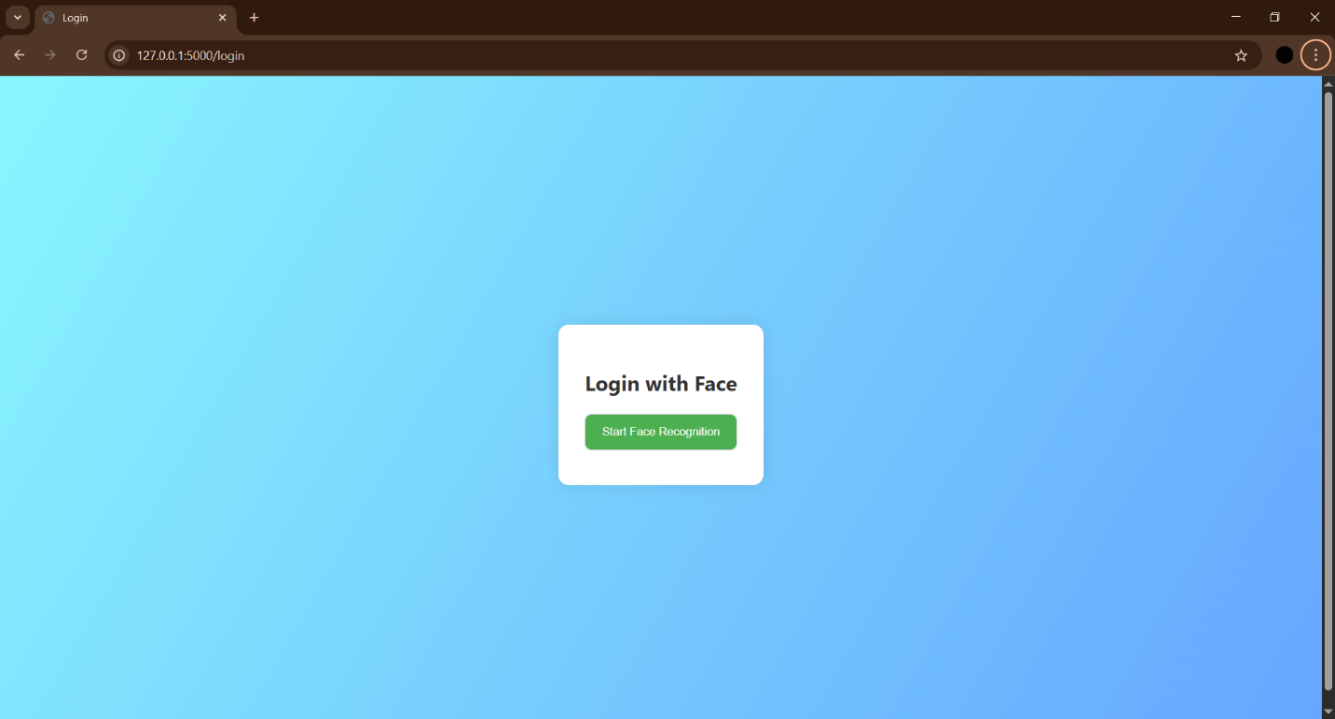 Login
127.0.0.1:5000/login
Login with Face
Start Face Recognition